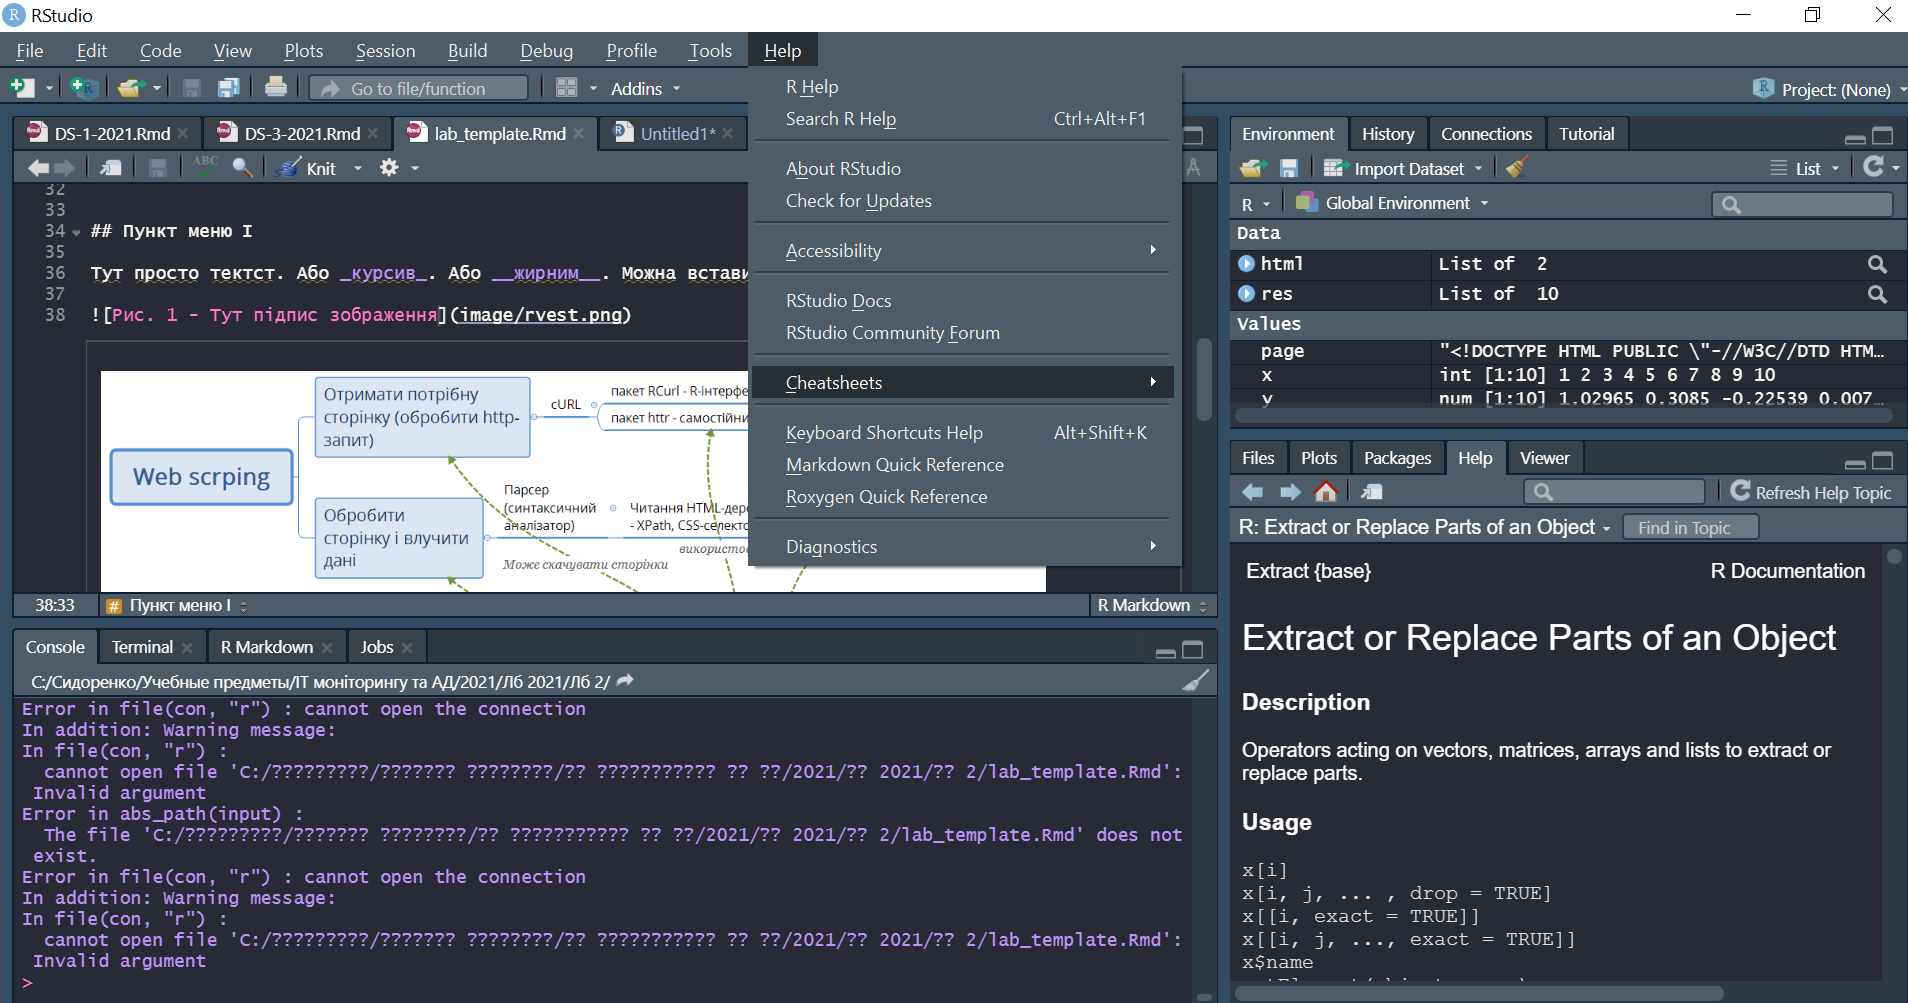 RStudio
File Edit Code View Plots Session Build Debug Profile Tools Help
Go to file/function
Addins
Project: (None)
DS-1-2021.Rmd
DS-3-2021.Rmd
lab_template.Rmd
Untitled1*
ABC
Knit
32
33
34 ## Пункт меню I
35
36 Тут просто тектст. Або _курсив_. Або __жирним__. Можна встави
37
38 ![Рис. 1 - Тут підпис зображення](image/rvest.png)
Web scrping
Отримати потрібну
сторінку (обробити http-
запит)
cURL
пакет RCurl - R-інтерфе
пакет httr - самостійни
Обробити
сторінку і влучити
дані
Парсер
(синтаксичний
аналізатор)
Читання HTML-дер
- XPath, CSS-селекто
використов
Може скачувати сторінки
38:33
# Пункт меню I
R Markdown
R Help
Search R Help Ctrl+Alt+F1
About RStudio
Check for Updates
Accessibility
RStudio Docs
RStudio Community Forum
Cheatsheets
Keyboard Shortcuts Help Alt+Shift+K
Markdown Quick Reference
Roxygen Quick Reference
Diagnostics
Console Terminal R Markdown Jobs
C:/Сидоренко/Учебные предметы/ІТ моніторингу та АД/2021/Лб 2021/Лб 2/
Error in file(con, "r") : cannot open the connection
In addition: Warning message:
In file(con, "r") :
cannot open file 'C:/?????????/??????? ????????/?? ??????????? ?? ??/2021/?? 2021/?? 2/lab_template.Rmd':
Invalid argument
Error in abs_path(input) :
The file 'C:/?????????/??????? ????????/?? ??????????? ?? ??/2021/?? 2021/?? 2/lab_template.Rmd' does not
exist.
Error in file(con, "r") : cannot open the connection
In addition: Warning message:
In file(con, "r") :
cannot open file 'C:/?????????/??????? ????????/?? ??????????? ?? ??/2021/?? 2021/?? 2/lab_template.Rmd':
Invalid argument
>
Environment History Connections Tutorial
Import Dataset
List
R
Global Environment
Data
html List of 2
res List of 10
Values
page "<!DOCTYPE HTML PUBLIC \"-//W3C//DTD HTM…
x int [1:10] 1 2 3 4 5 6 7 8 9 10
y num [1:10] 1.02965 0.3085 -0.22539 0.007…
Files Plots Packages Help Viewer
Refresh Help Topic
R: Extract or Replace Parts of an Object
Find in Topic
Extract {base} R Documentation
Extract or Replace Parts of an Object
Description
Operators acting on vectors, matrices, arrays and lists to extract or
replace parts.
Usage
x[i]
x[i, j, ... , drop = TRUE]
x[[i, exact = TRUE]]
x[[i, j, ..., exact = TRUE]]
x$name